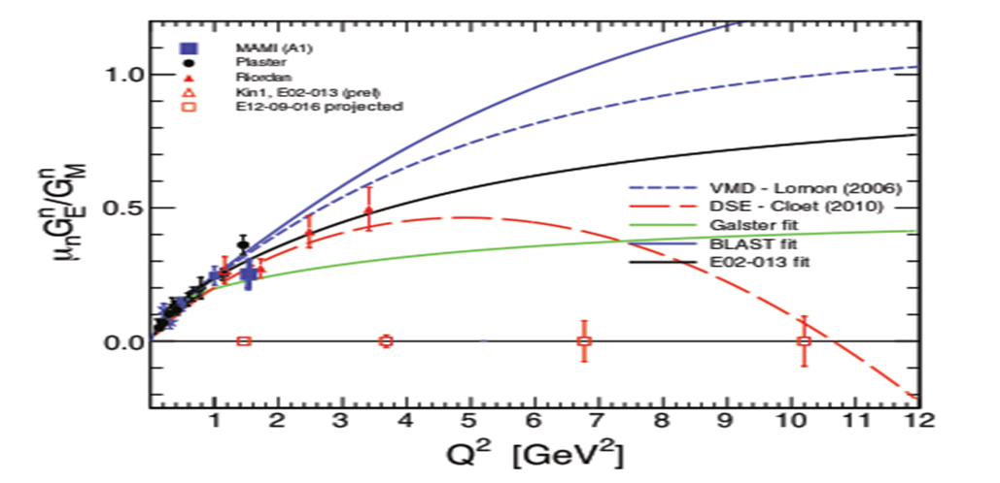 MAMI (A1)
Plaster
Riordan
Kin1, E02-013 (prel)
E12-09-016 projected
1.0
0.5
0.0
μnGEn/GMn
VMD - Lomon (2006)
DSE - Cloet (2010)
Galster fit
BLAST fit
E02-013 fit
1 2 3 4 5 6 7 8 9 10 11 12
Q² [GeV²]